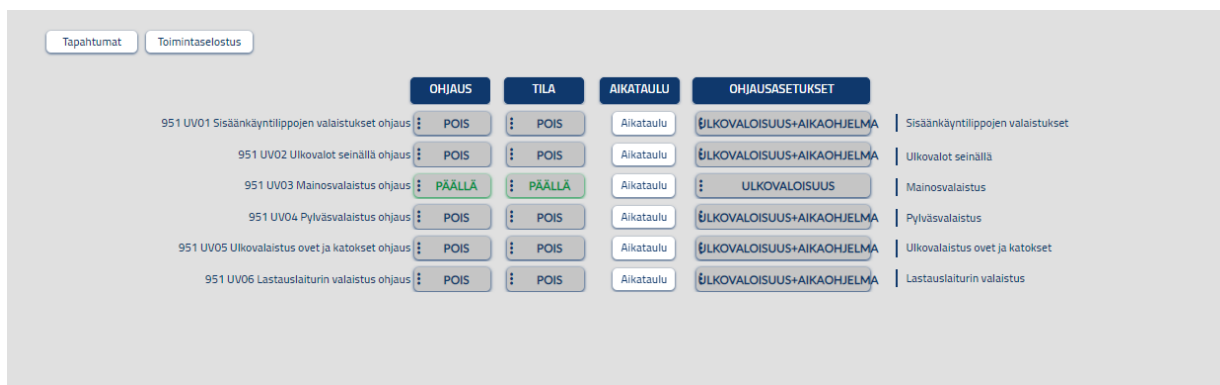 Tapahtumat Toimintaselostus
OHJAUS TILA AIKATAULU OHJAUSASETUKSET
951 UV01 Sisäänkäyntilippojen valaistukset ohjaus POIS POIS Aikataulu ULKOVALOISUUS+AIKAOHJELMA Sisäänkäyntilippojen valaistukset
951 UV02 Ulkovalot seinällä ohjaus POIS POIS Aikataulu ULKOVALOISUUS+AIKAOHJELMA Ulkovalot seinällä
951 UV03 Mainosvalaistus ohjaus PÄÄLLÄ PÄÄLLÄ Aikataulu ULKOVALOISUUS Mainosvalaistus
951 UV04 Pylväsvalaistus ohjaus POIS POIS Aikataulu ULKOVALOISUUS+AIKAOHJELMA Pylväsvalaistus
951 UV05 Ulkovalaistus ovet ja katokset ohjaus POIS POIS Aikataulu ULKOVALOISUUS+AIKAOHJELMA Ulkovalaistus ovet ja katokset
951 UV06 Lastauslaiturin valaistus ohjaus POIS POIS Aikataulu ULKOVALOISUUS+AIKAOHJELMA Lastauslaiturin valaistus